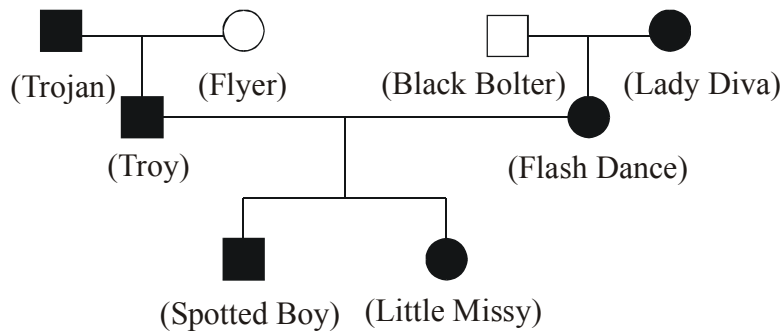 (Trojan)
(Flyer)
(Black Bolter)
(Lady Diva)
(Troy)
(Flash Dance)
(Spotted Boy)
(Little Missy)